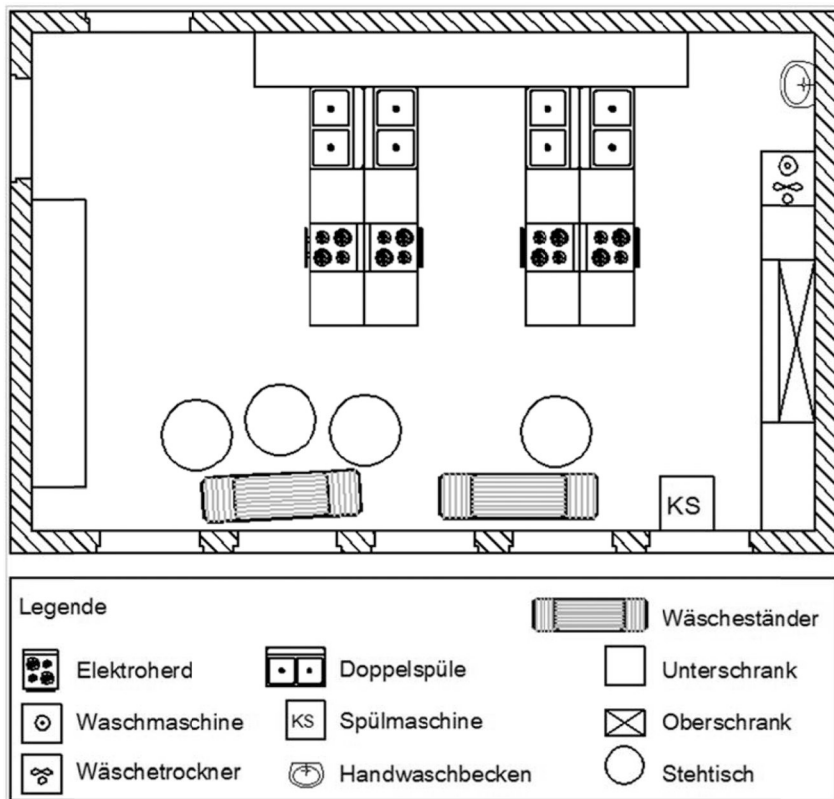 KS
Legende
Wäscheständer
Elektroherd
Doppelspüle
Unterschrank
Waschmaschine
KS
Spülmaschine
Oberschrank
Wäschetrockner
Handwaschbecken
Stehtisch